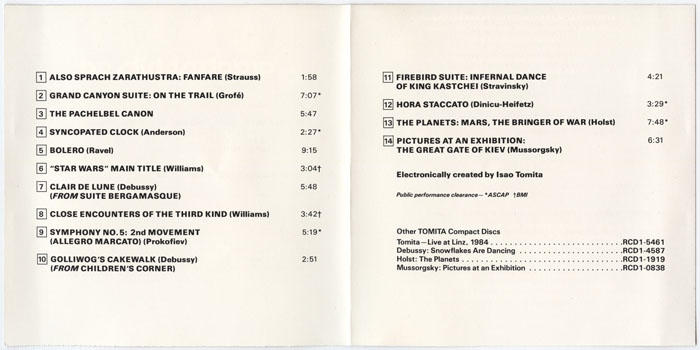 1 ALSO SPRACH ZARATHUSTRA: FANFARE (Strauss) 1:58
2 GRAND CANYON SUITE: ON THE TRAIL (Grofé) 7:07*
3 THE PACHELBEL CANON 5:47
4 SYNCOPATED CLOCK (Anderson) 2:27*
5 BOLERO (Ravel) 9:15
6 "STAR WARS" MAIN TITLE (Williams) 3:04†
7 CLAIR DE LUNE (Debussy) 5:48
(FROM SUITE BERGAMASQUE)
8 CLOSE ENCOUNTERS OF THE THIRD KIND (Williams) 3:42†
9 SYMPHONY NO. 5: 2nd MOVEMENT 5:19*
(ALLEGRO MARCATO) (Prokofiev)
10 GOLLIWOG'S CAKEWALK (Debussy) 2:51
(FROM CHILDREN'S CORNER)
11 FIREBIRD SUITE: INFERNAL DANCE 4:21
OF KING KASTCHEI (Stravinsky)
12 HORA STACCATO (Dinicu-Heifetz) 3:29*
13 THE PLANETS: MARS, THE BRINGER OF WAR (Holst) 7:48*
14 PICTURES AT AN EXHIBITION: 6:31
THE GREAT GATE OF KIEV (Mussorgsky)
Electronically created by Isao Tomita
Public performance clearance—*ASCAP †BMI
Other TOMITA Compact Discs
Tomita—Live at Linz, 1984 . . . . . . . . . . RCD1-5461
Debussy: Snowflakes Are Dancing . . . . . . . . . . RCD1-4587
Holst: The Planets . . . . . . . . . . RCD1-1919
Mussorgsky: Pictures at an Exhibition . . . . . . . . . . RCD1-0838